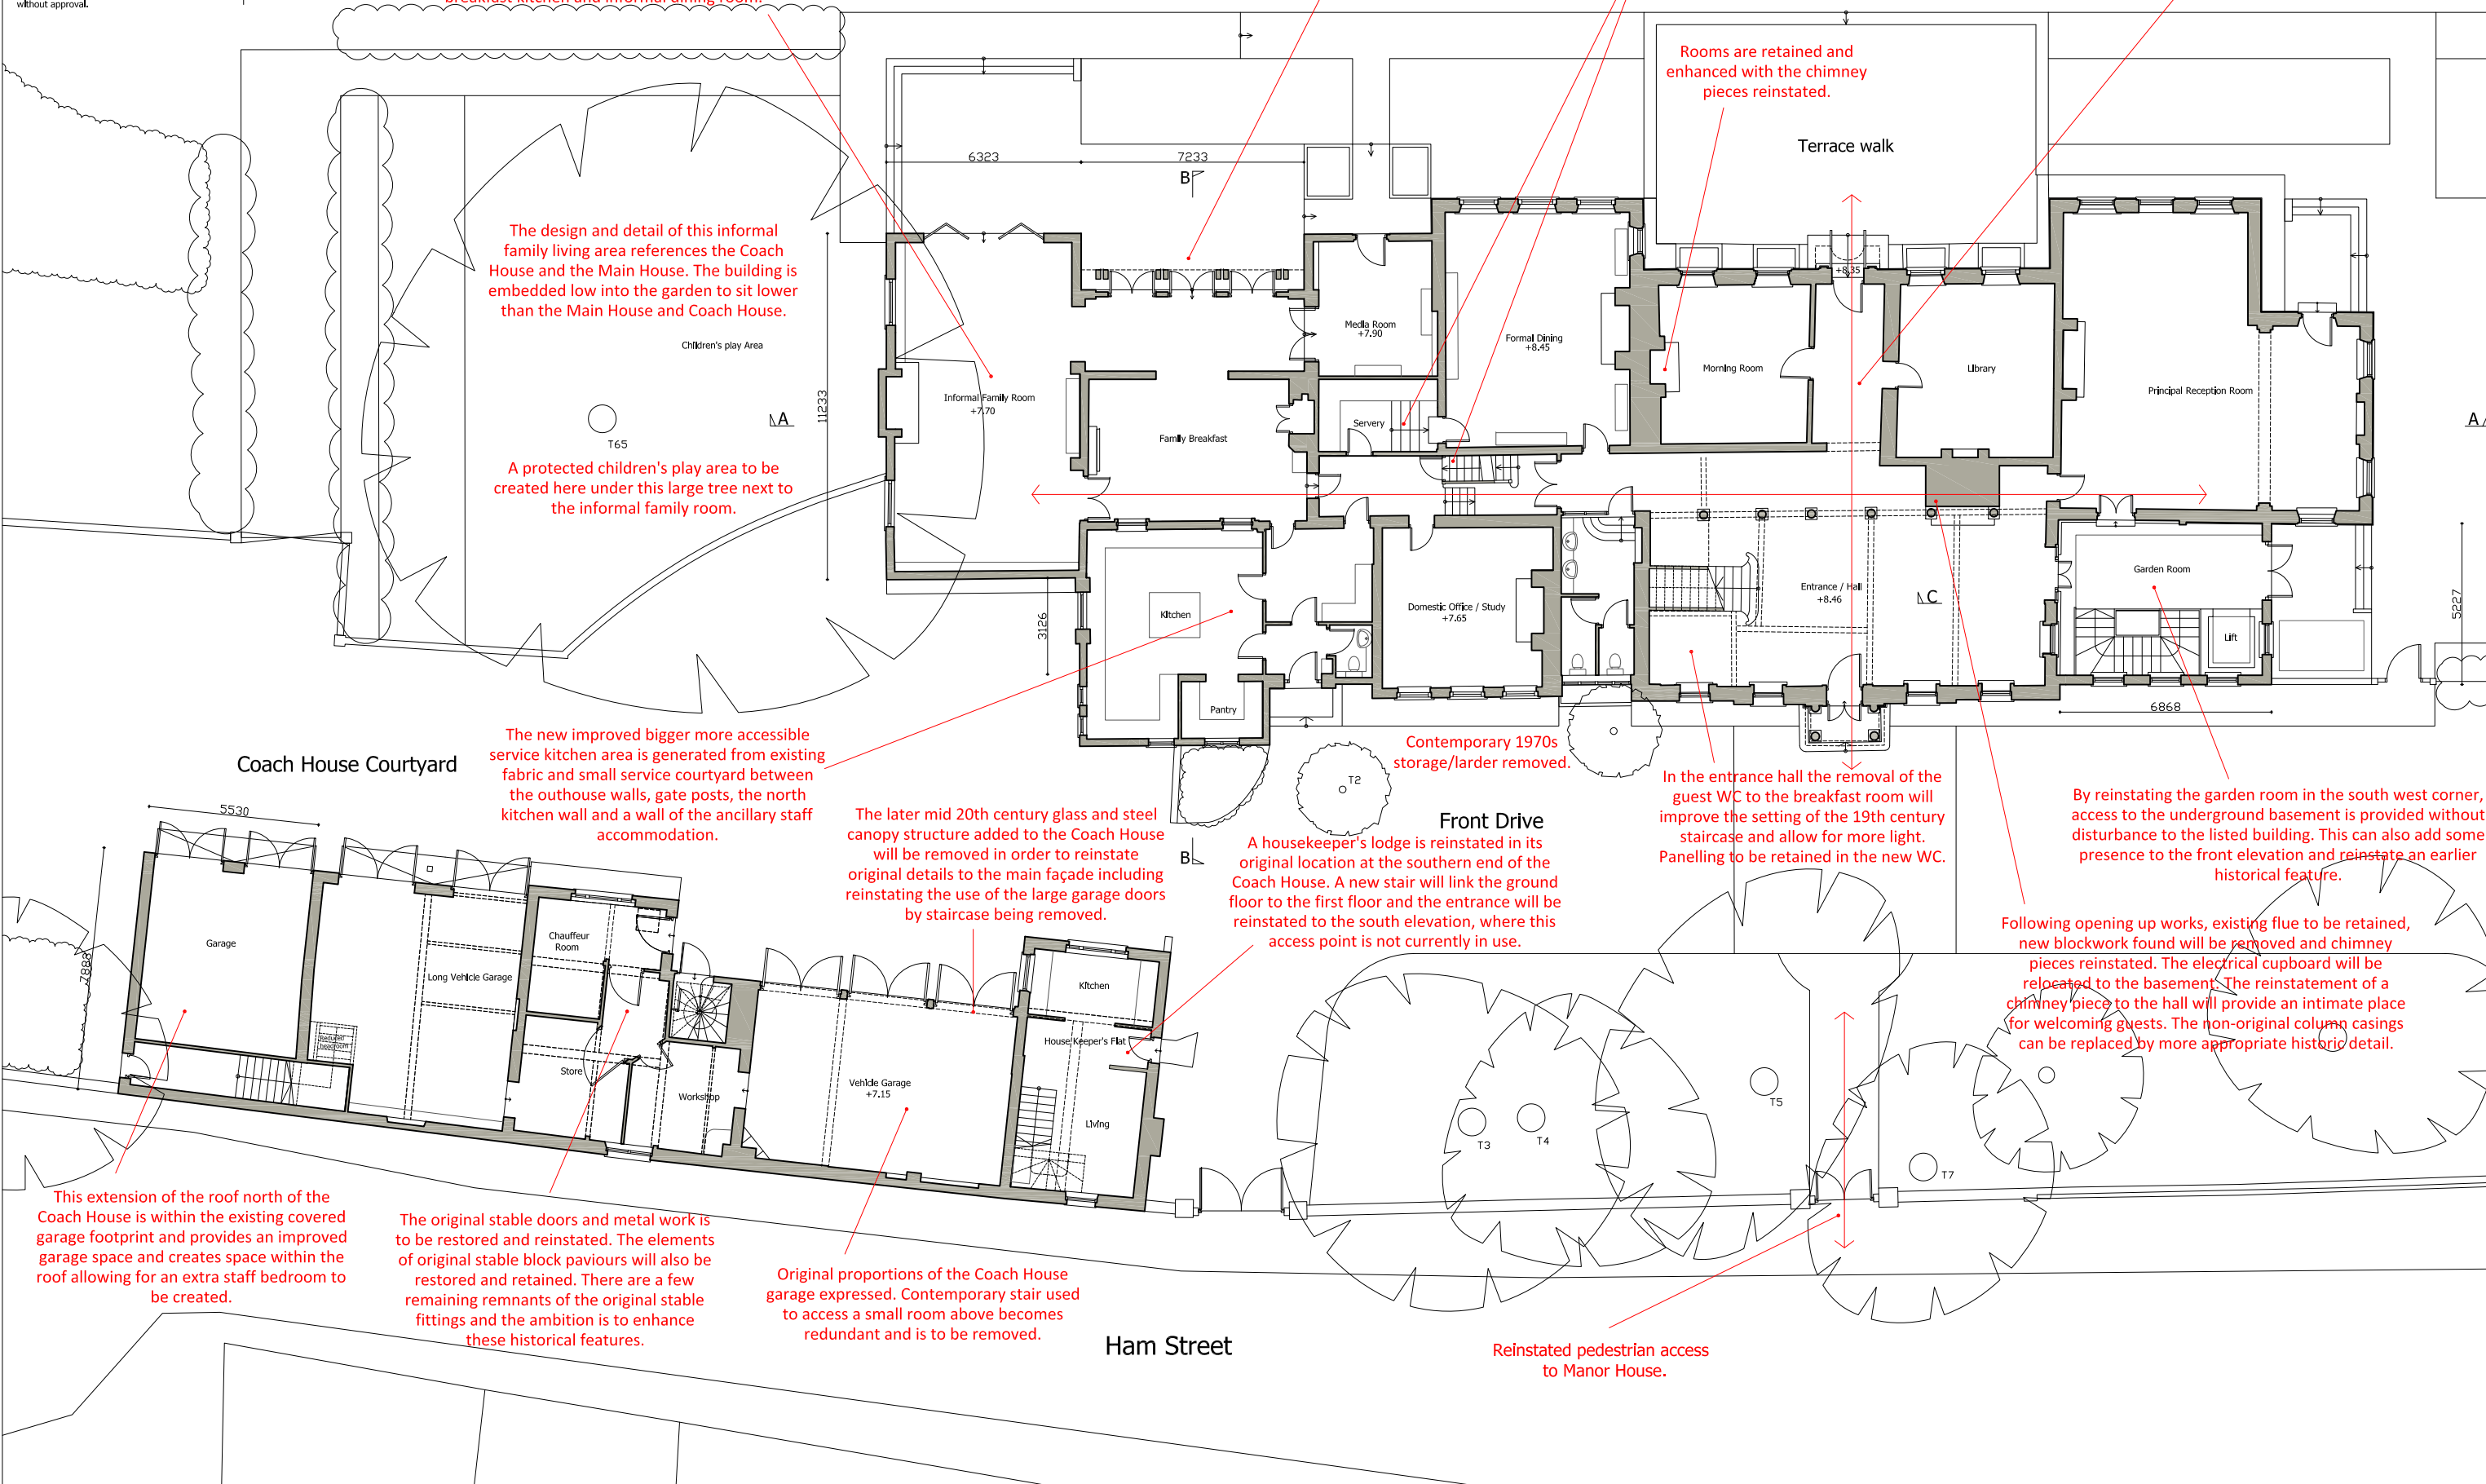 without approval.
breakfast kitchen and informal dining room.
Rooms are retained and
enhanced with the chimney
pieces reinstated.
Terrace walk
6323
7233
B
The design and detail of this informal
family living area references the Coach
House and the Main House. The building is
embedded low into the garden to sit lower
than the Main House and Coach House.
Children's play Area
T65
A
11233
A protected children's play area to be
created here under this large tree next to
the informal family room.
Informal Family Room
+7.70
Family Breakfast
Media Room
+7.90
Servery
Formal Dining
+8.45
Morning Room
+8.35
Library
Principal Reception Room
A
Kitchen
3126
Pantry
Domestic Office / Study
+7.65
Entrance / Hall
+8.46
C
Garden Room
Lift
5227
6868
Coach House Courtyard
The new improved bigger more accessible
service kitchen area is generated from existing
fabric and small service courtyard between
the outhouse walls, gate posts, the north
kitchen wall and a wall of the ancillary staff
accommodation.
Contemporary 1970s
storage/larder removed.
T2
Front Drive
B
In the entrance hall the removal of the
guest WC to the breakfast room will
improve the setting of the 19th century
staircase and allow for more light.
Panelling to be retained in the new WC.
By reinstating the garden room in the south west corner,
access to the underground basement is provided without
disturbance to the listed building. This can also add some
presence to the front elevation and reinstate an earlier
historical feature.
The later mid 20th century glass and steel
canopy structure added to the Coach House
will be removed in order to reinstate
original details to the main façade including
reinstating the use of the large garage doors
by staircase being removed.
A housekeeper's lodge is reinstated in its
original location at the southern end of the
Coach House. A new stair will link the ground
floor to the first floor and the entrance will be
reinstated to the south elevation, where this
access point is not currently in use.
Following opening up works, existing flue to be retained,
new blockwork found will be removed and chimney
pieces reinstated. The electrical cupboard will be
relocated to the basement. The reinstatement of a
chimney piece to the hall will provide an intimate place
for welcoming guests. The non-original column casings
can be replaced by more appropriate historic detail.
5530
7888
Garage
Long Vehicle Garage
Reduced
headroom
Chauffeur
Room
Store
Workshop
Vehicle Garage
+7.15
Kitchen
House Keeper's Flat
Living
T3
T4
T5
T7
This extension of the roof north of the
Coach House is within the existing covered
garage footprint and provides an improved
garage space and creates space within the
roof allowing for an extra staff bedroom to
be created.
The original stable doors and metal work is
to be restored and reinstated. The elements
of original stable block paviours will also be
restored and retained. There are a few
remaining remnants of the original stable
fittings and the ambition is to enhance
these historical features.
Original proportions of the Coach House
garage expressed. Contemporary stair used
to access a small room above becomes
redundant and is to be removed.
Ham Street
Reinstated pedestrian access
to Manor House.